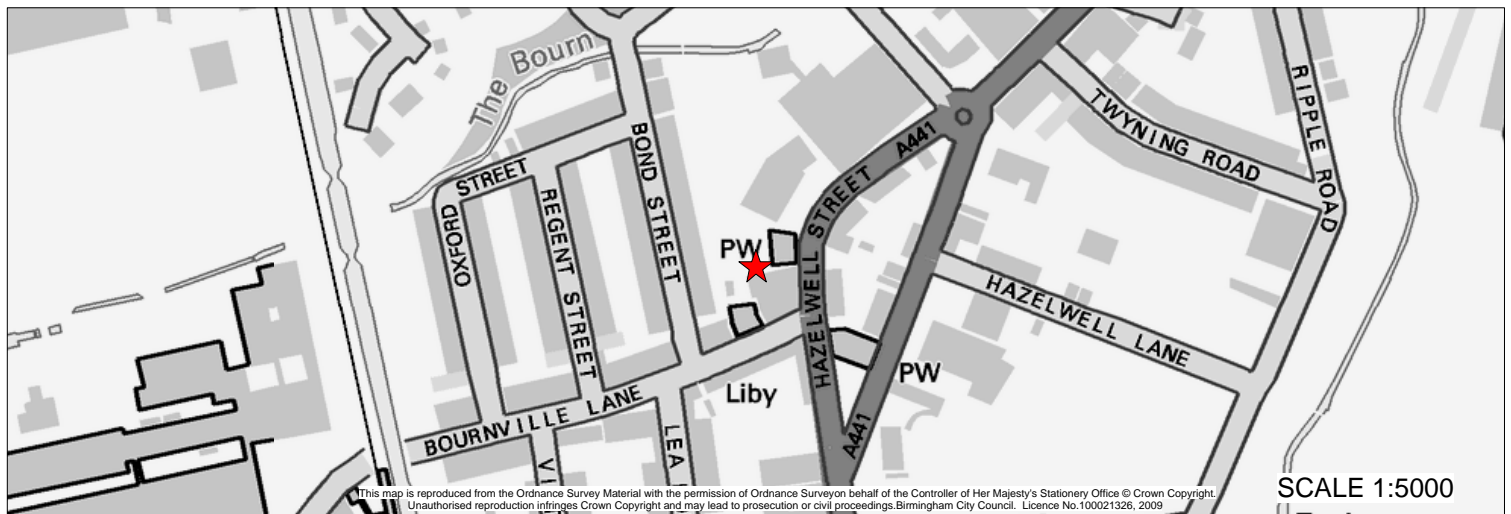 The Bourn
A441
TWYNING ROAD
RIPPLE ROAD
BOND STREET
OXFORD STREET
REGENT STREET
HAZELWELL STREET
PW
HAZELWELL LANE
HAZELWELL
PW
Liby
BOURNVILLE LANE
A441
LEA
VI
SCALE 1:5000
This map is reproduced from the Ordnance Survey Material with the permission of Ordnance Surveyon behalf of the Controller of Her Majesty's Stationery Office © Crown Copyright.
Unauthorised reproduction infringes Crown Copyright and may lead to prosecution or civil proceedings.Birmingham City Council. Licence No.100021326, 2009